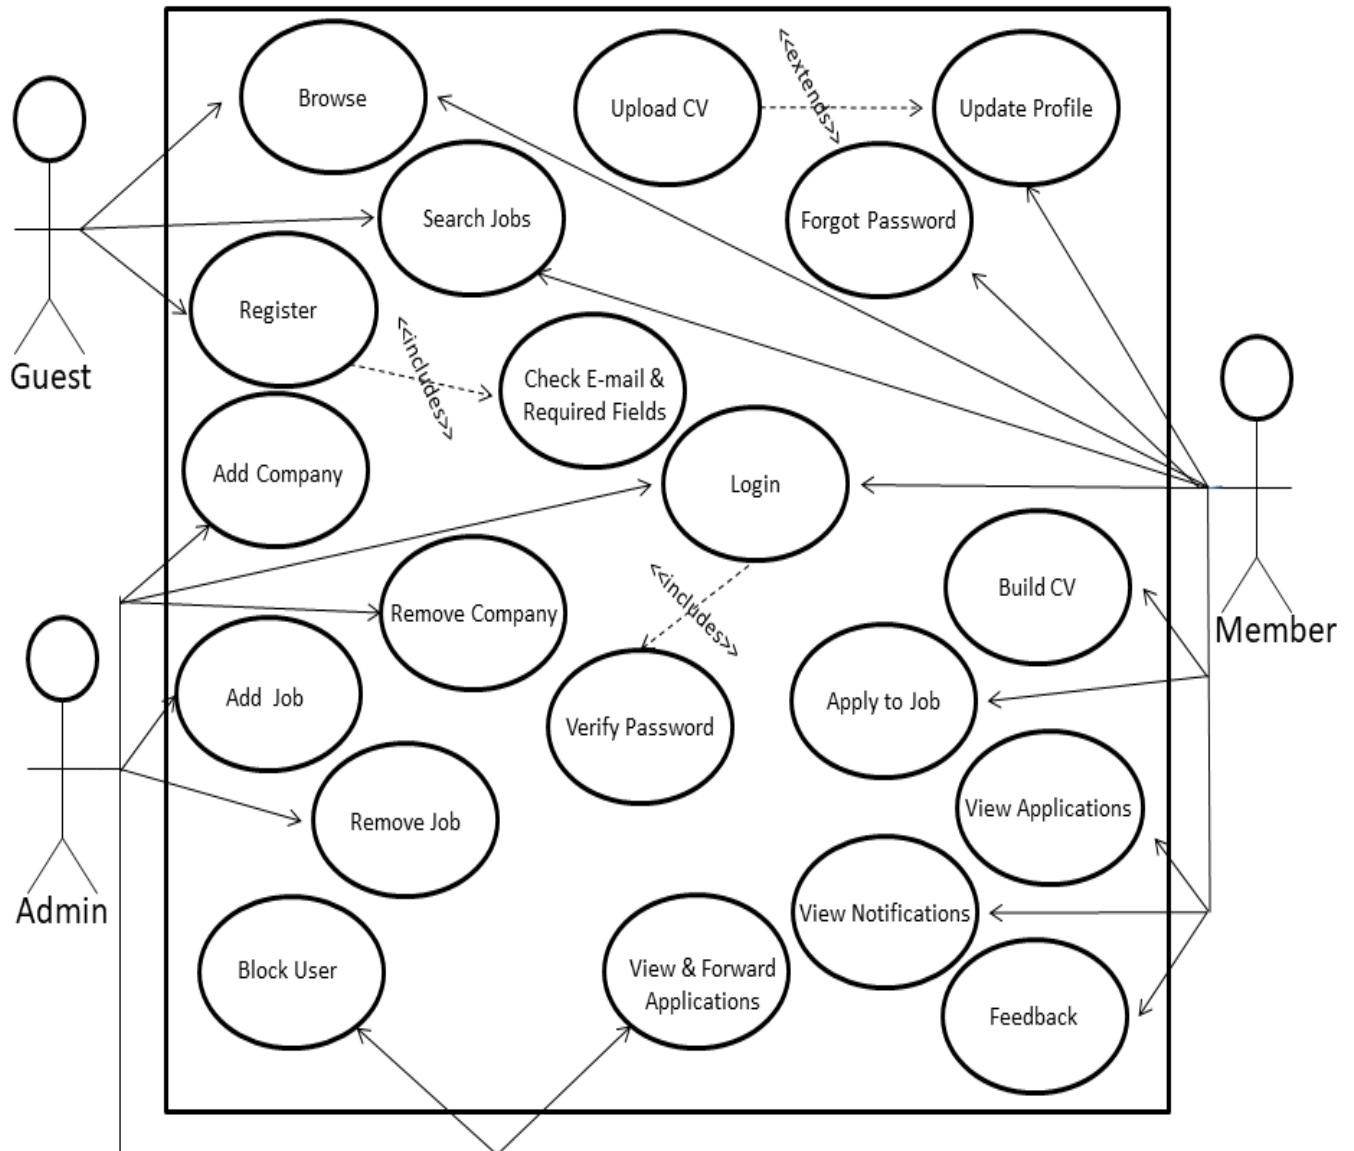 Browse
Upload CV
<<extends>>
Update Profile
Search Jobs
Forgot Password
Register
Guest
<<includes>>
Check E-mail &
Required Fields
Add Company
Login
Build CV
Remove Company
<<includes>>
Member
Add Job
Verify Password
Apply to Job
View Applications
Remove Job
Admin
View Notifications
Block User
View & Forward
Applications
Feedback